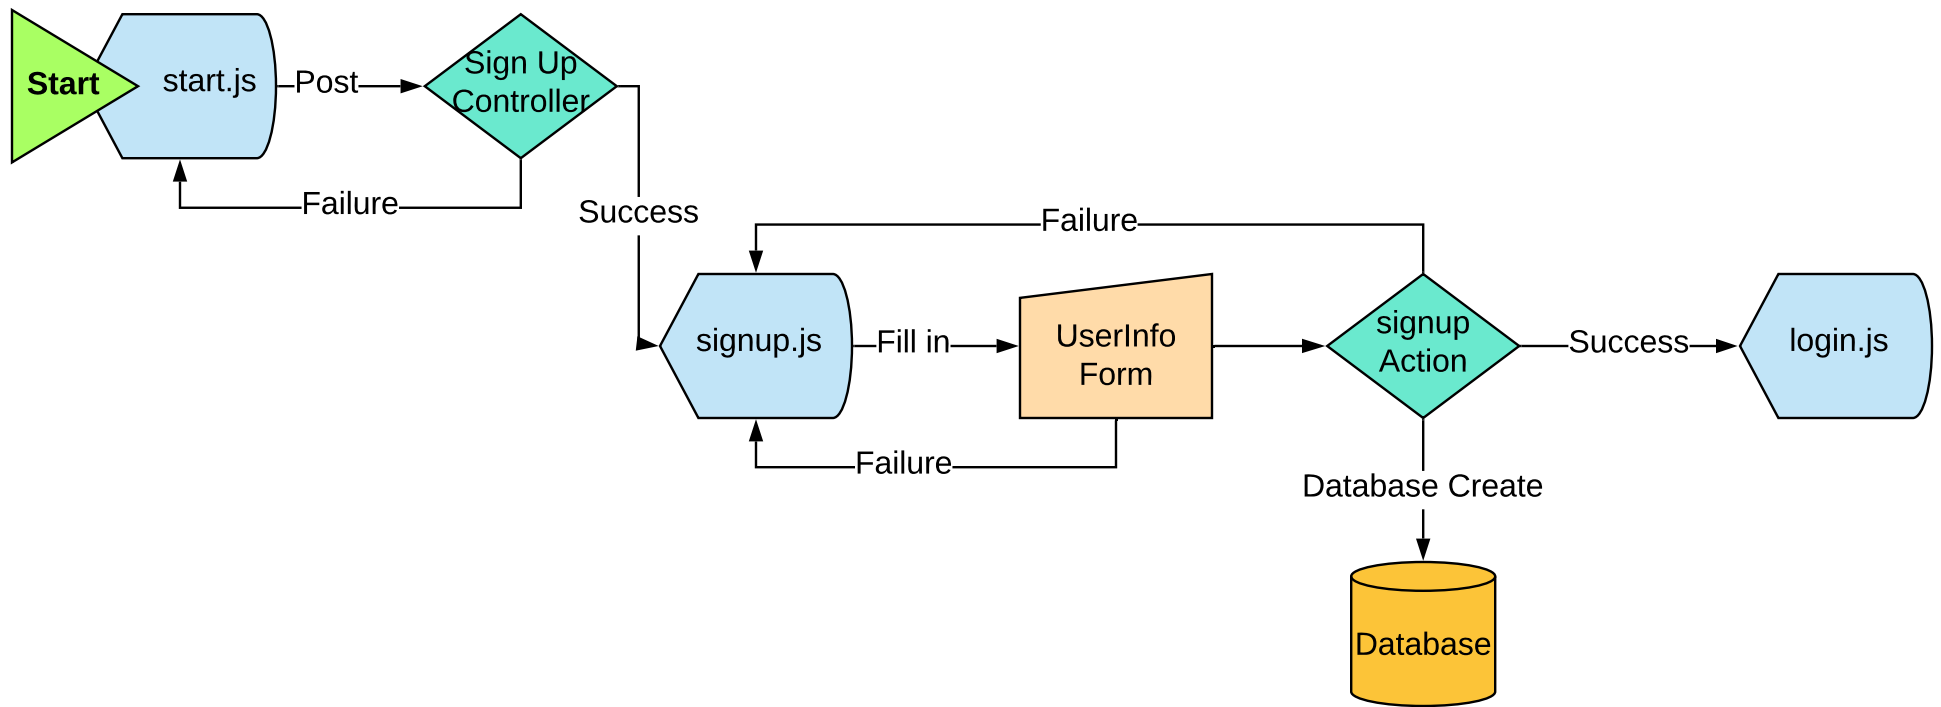 Start
start.js
Post
Sign Up
Controller
Failure
Success
Failure
signup.js
Fill in
UserInfo
Form
signup
Action
Success
login.js
Failure
Database Create
Database